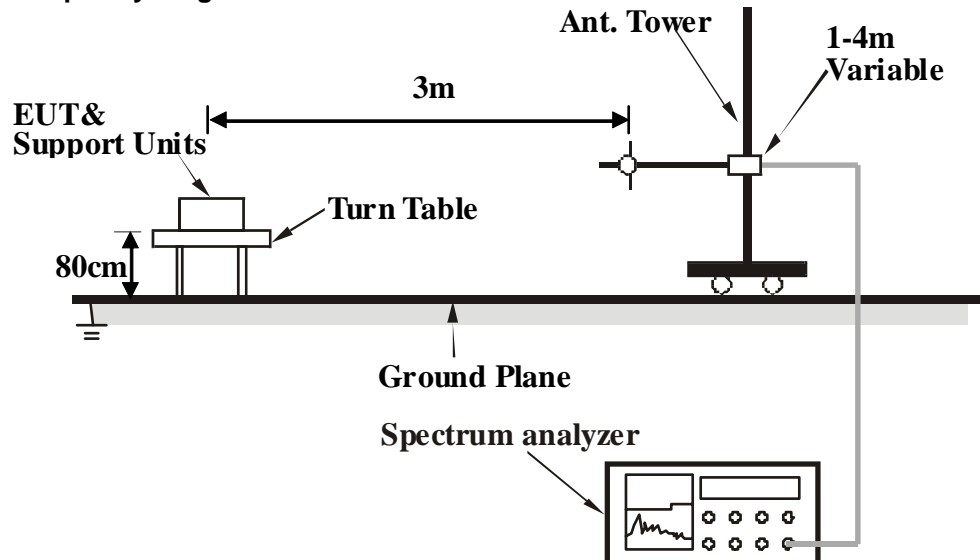 Ant. Tower
1-4m
Variable
3m
EUT&
Support Units
Turn Table
80cm
Ground Plane
Spectrum analyzer